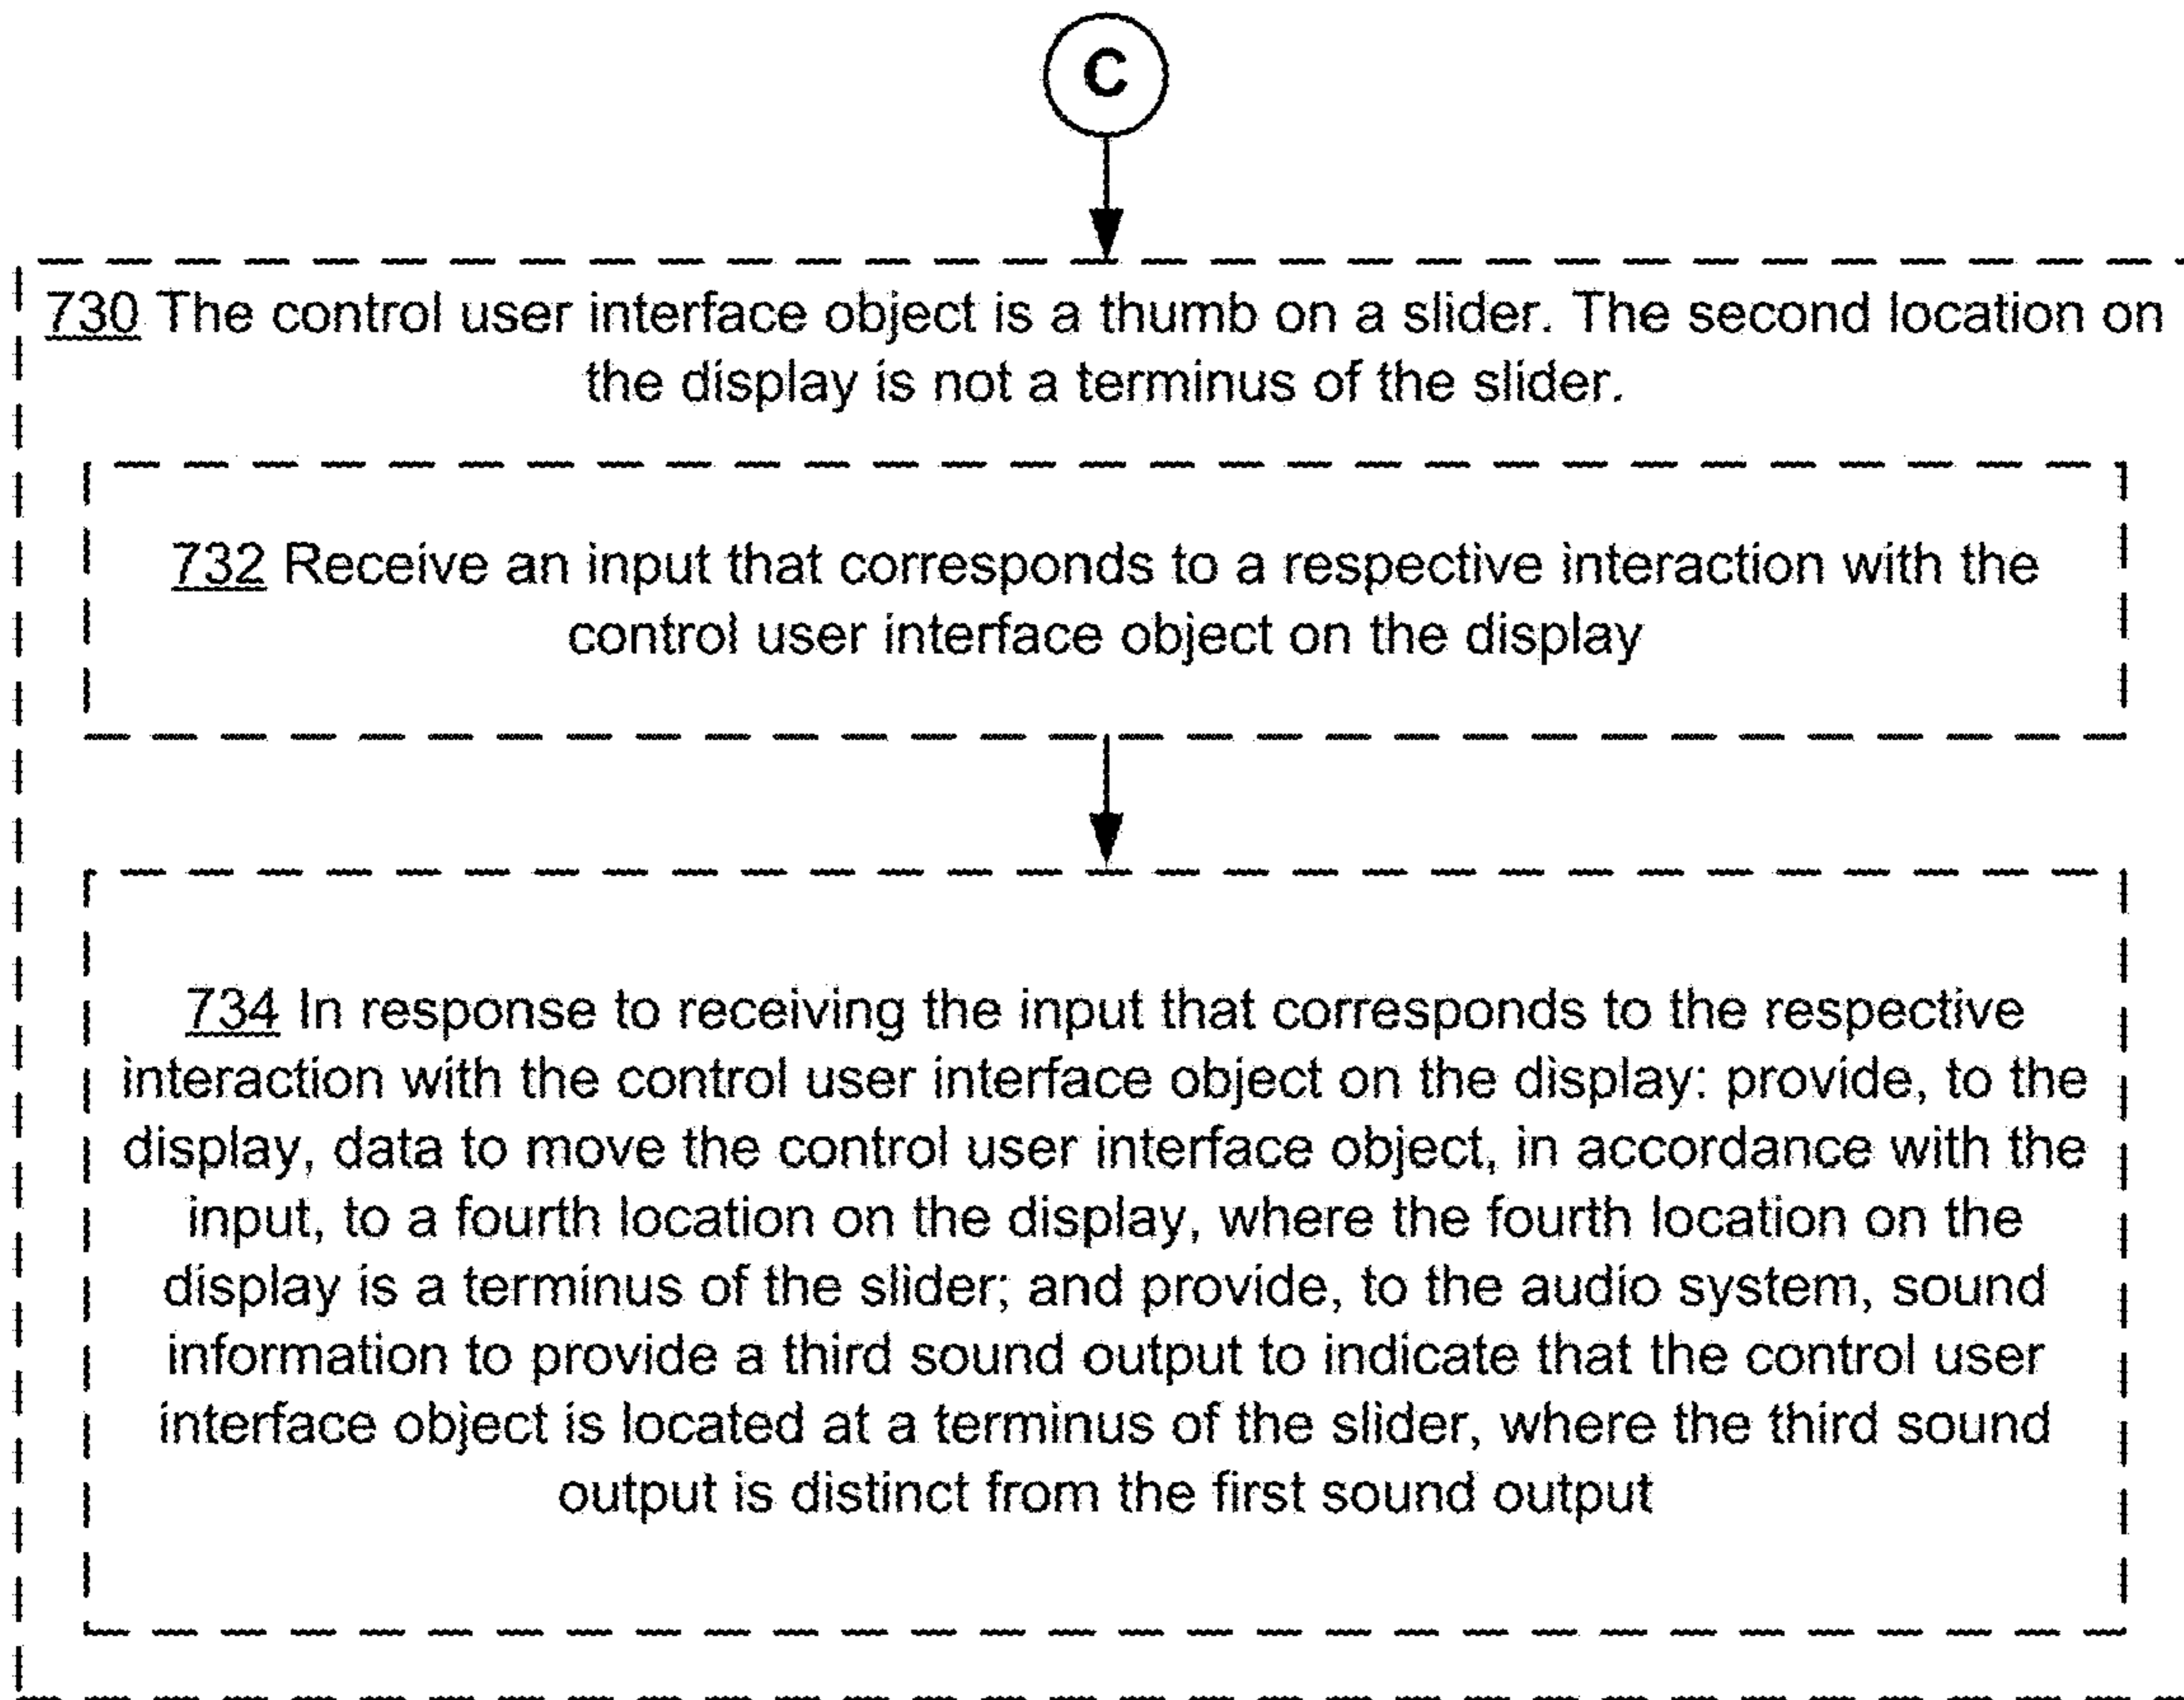 C
730 The control user interface object is a thumb on a slider. The second location on
the display is not a terminus of the slider.
732 Receive an input that corresponds to a respective interaction with the
control user interface object on the display
734 In response to receiving the input that corresponds to the respective
interaction with the control user interface object on the display: provide, to the
display, data to move the control user interface object, in accordance with the
input, to a fourth location on the display, where the fourth location on the
display is a terminus of the slider; and provide, to the audio system, sound
information to provide a third sound output to indicate that the control user
interface object is located at a terminus of the slider, where the third sound
output is distinct from the first sound output